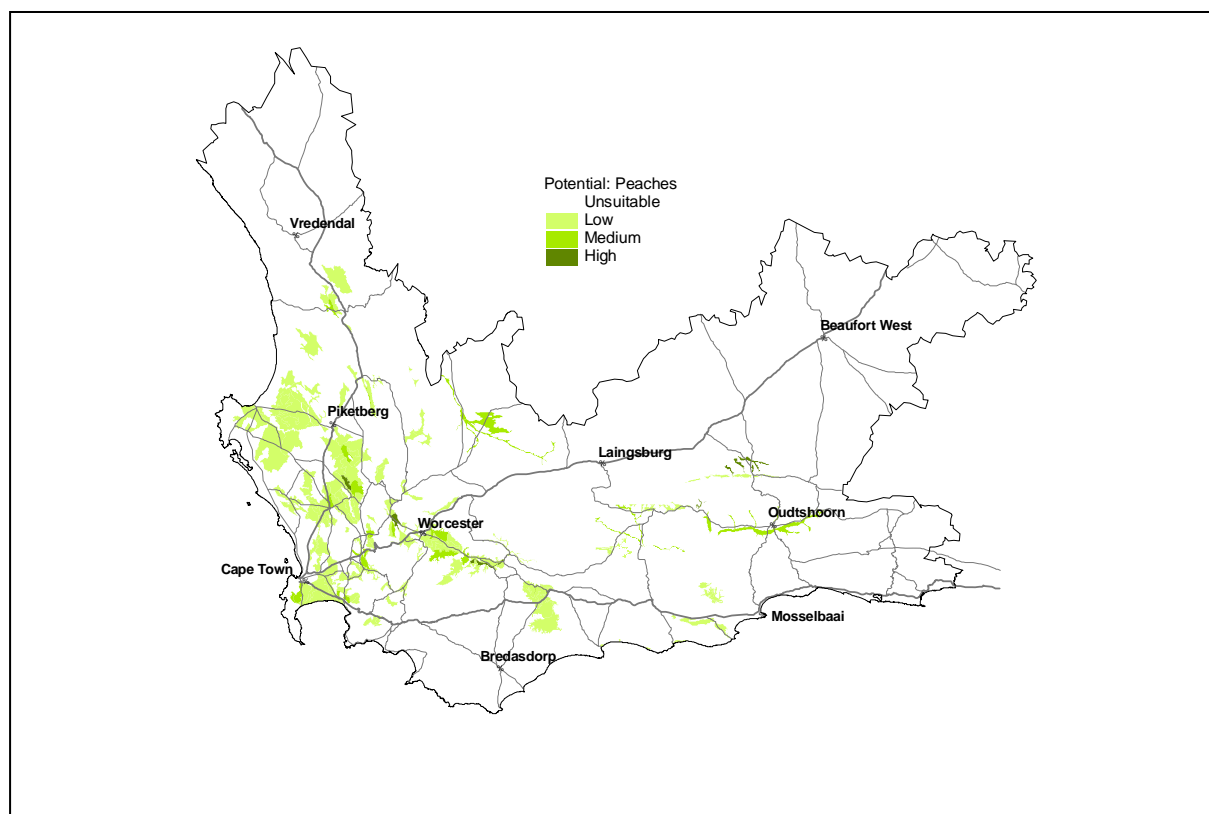 Potential: Peaches
Unsuitable
Low
Medium
High
Vredendal
Beaufort West
Piketberg
Laingsburg
Oudtshoorn
Worcester
Cape Town
Mosselbaai
Bredasdorp